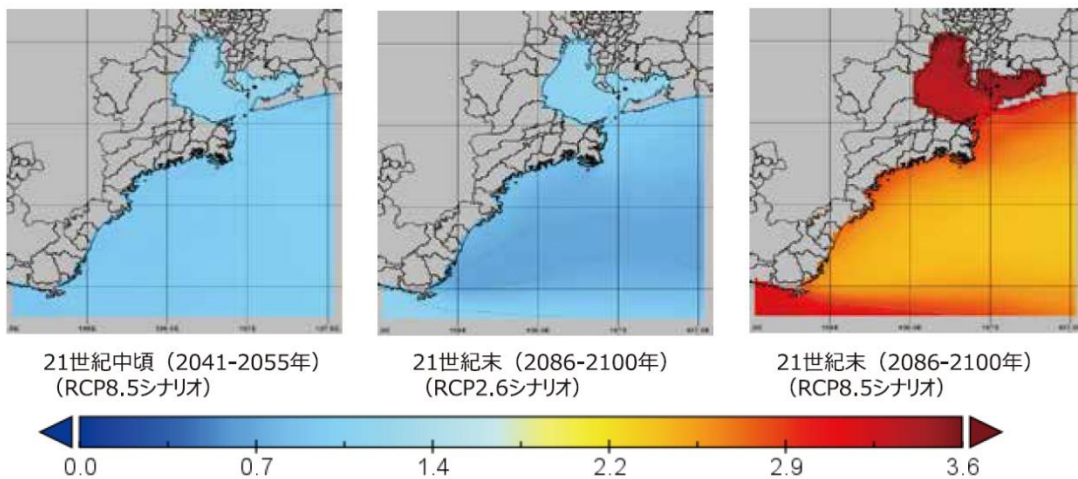 21世紀中頃（2041-2055年）
（RCP8.5シナリオ）
21世紀末（2086-2100年）
（RCP2.6シナリオ）
21世紀末（2086-2100年）
（RCP8.5シナリオ）
0.0 0.7 1.4 2.2 2.9 3.6